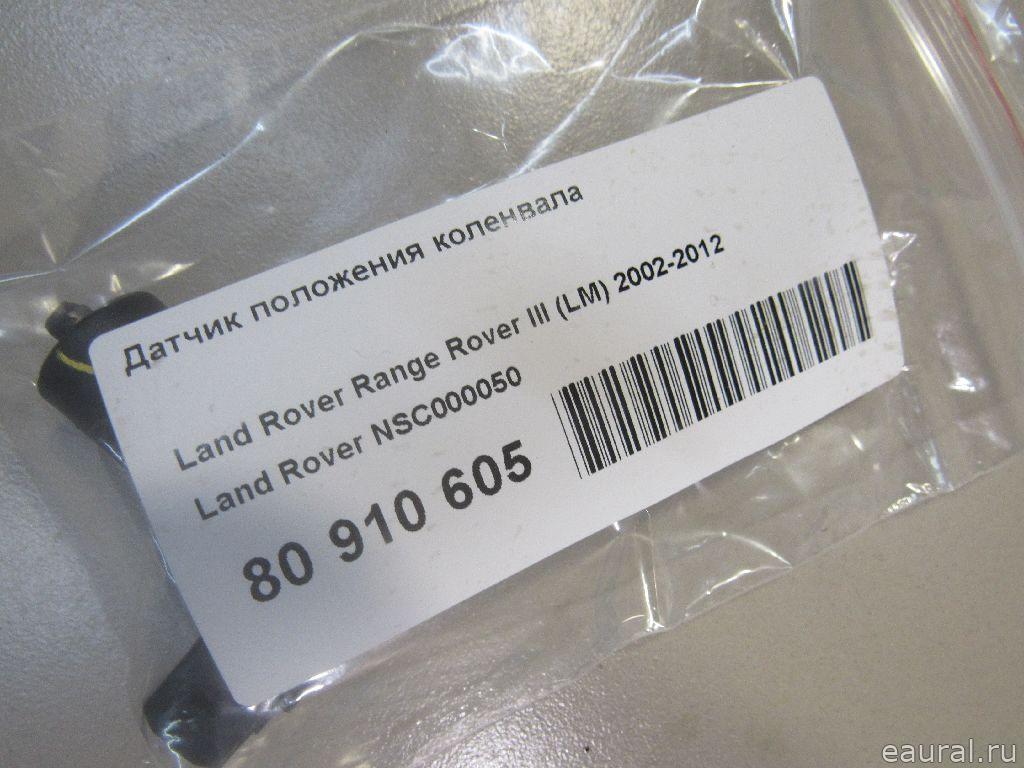 Датчик положения коленвала
Land Rover Range Rover III (LM) 2002-2012
Land Rover NSC000050
80 910 605
eaural.ru